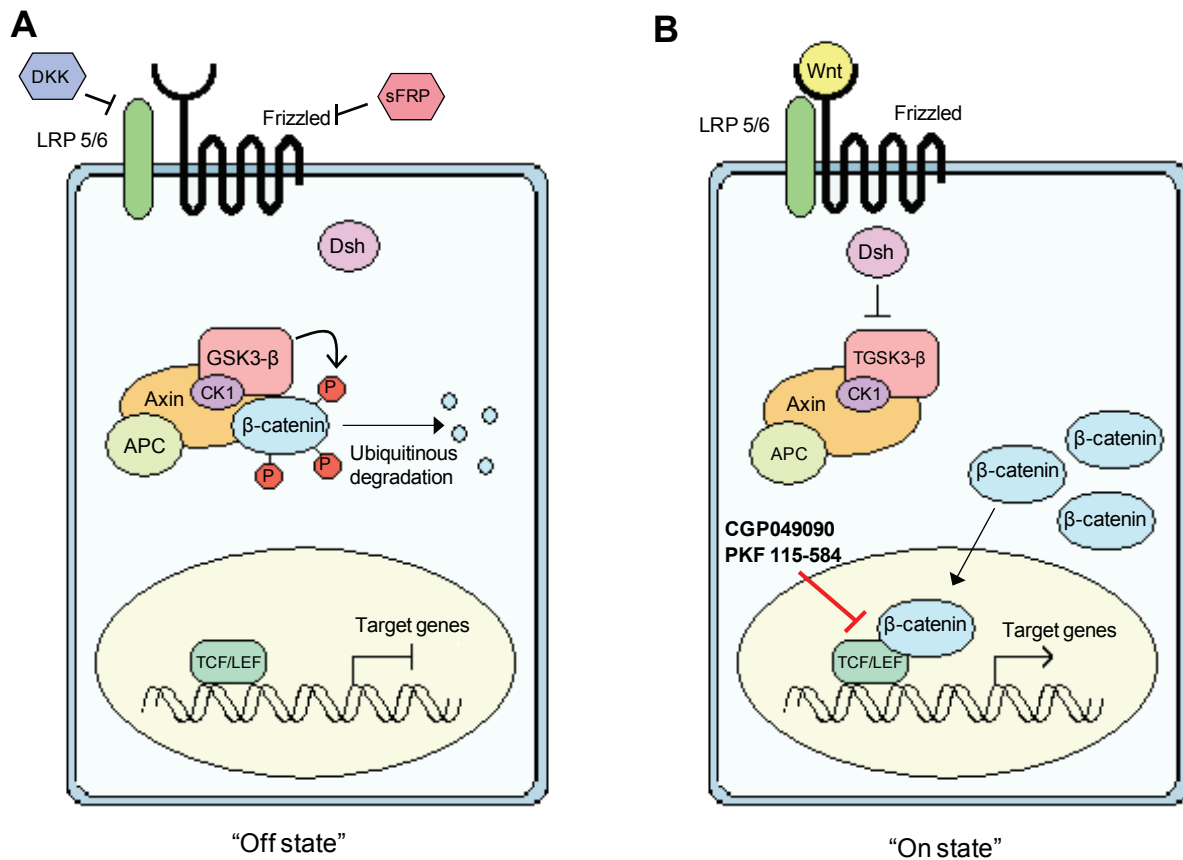 A
DKK
LRP 5/6
Frizzled
sFRP
Dsh
GSK3-β
CK1
Axin
APC
β-catenin
P
P
P
Ubiquitinous
degradation
Target genes
TCF/LEF
“Off state”
B
Wnt
LRP 5/6
Frizzled
Dsh
TGSK3-β
CK1
Axin
APC
β-catenin
β-catenin
β-catenin
CGP049090
PKF 115-584
β-catenin
Target genes
TCF/LEF
“On state”